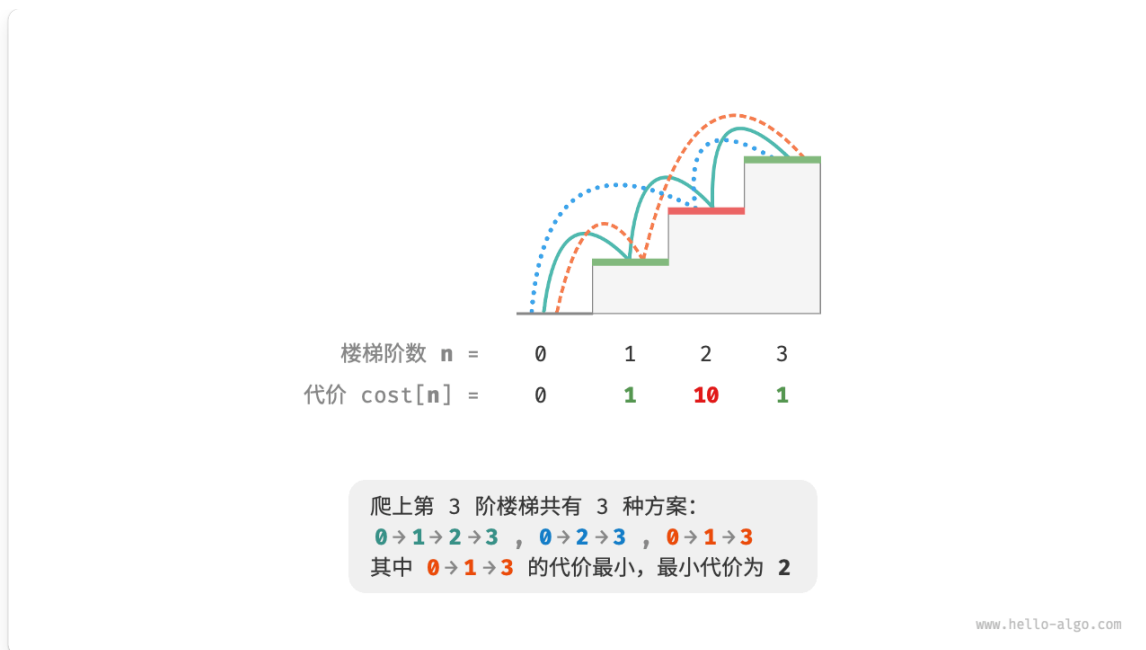 楼梯阶数 n = 0 1 2 3
代价 cost[n] = 0 1 10 1
爬上第 3 阶楼梯共有 3 种方案：
0→1→2→3 , 0→2→3 , 0→1→3
其中 0→1→3 的代价最小，最小代价为 2
www.hello-algo.com